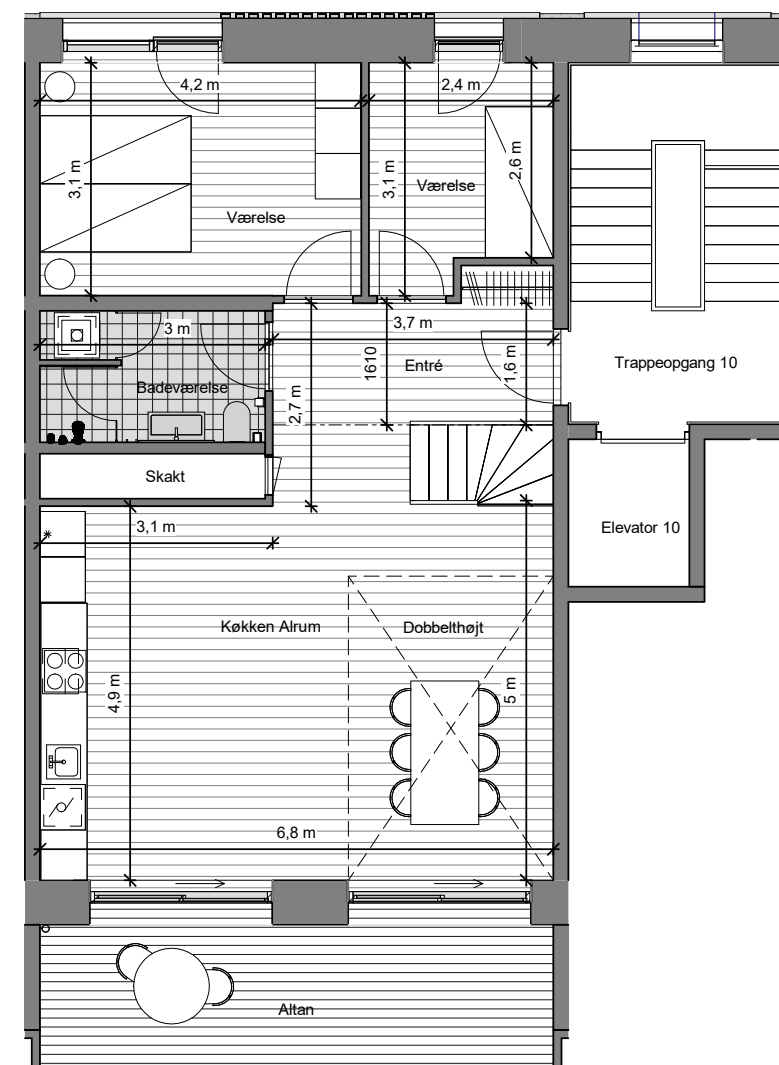 4,2 m
2,4 m
3,1 m
3,1 m
2,6 m
Værelse
Værelse
3 m
3,7 m
1610
1,6 m
Entré
Trappeopgang 10
Badeværelse
2,7 m
Skakt
3,1 m
Elevator 10
Køkken Alrum
Dobbelthøjt
4,9 m
5 m
6,8 m
Altan